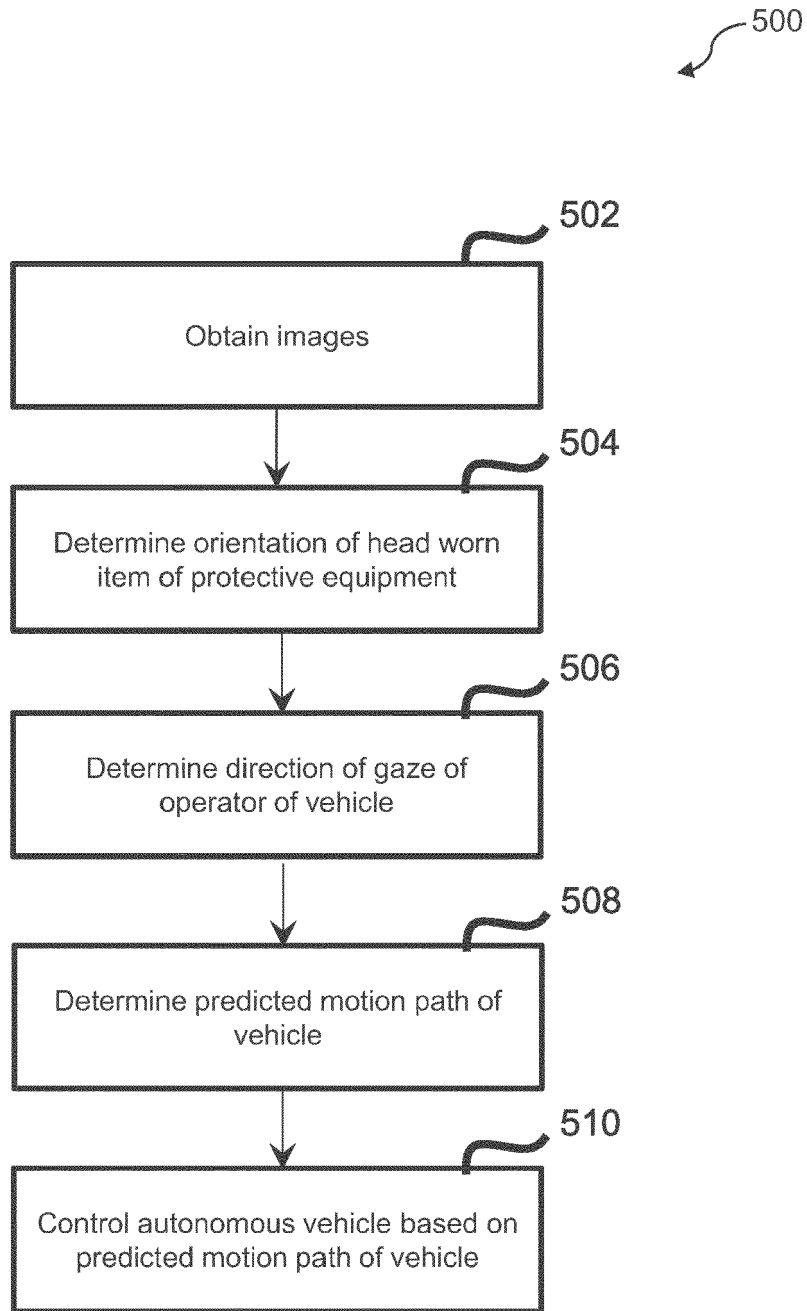 500
502
Obtain images
504
Determine orientation of head worn
item of protective equipment
506
Determine direction of gaze of
operator of vehicle
508
Determine predicted motion path of
vehicle
510
Control autonomous vehicle based on
predicted motion path of vehicle